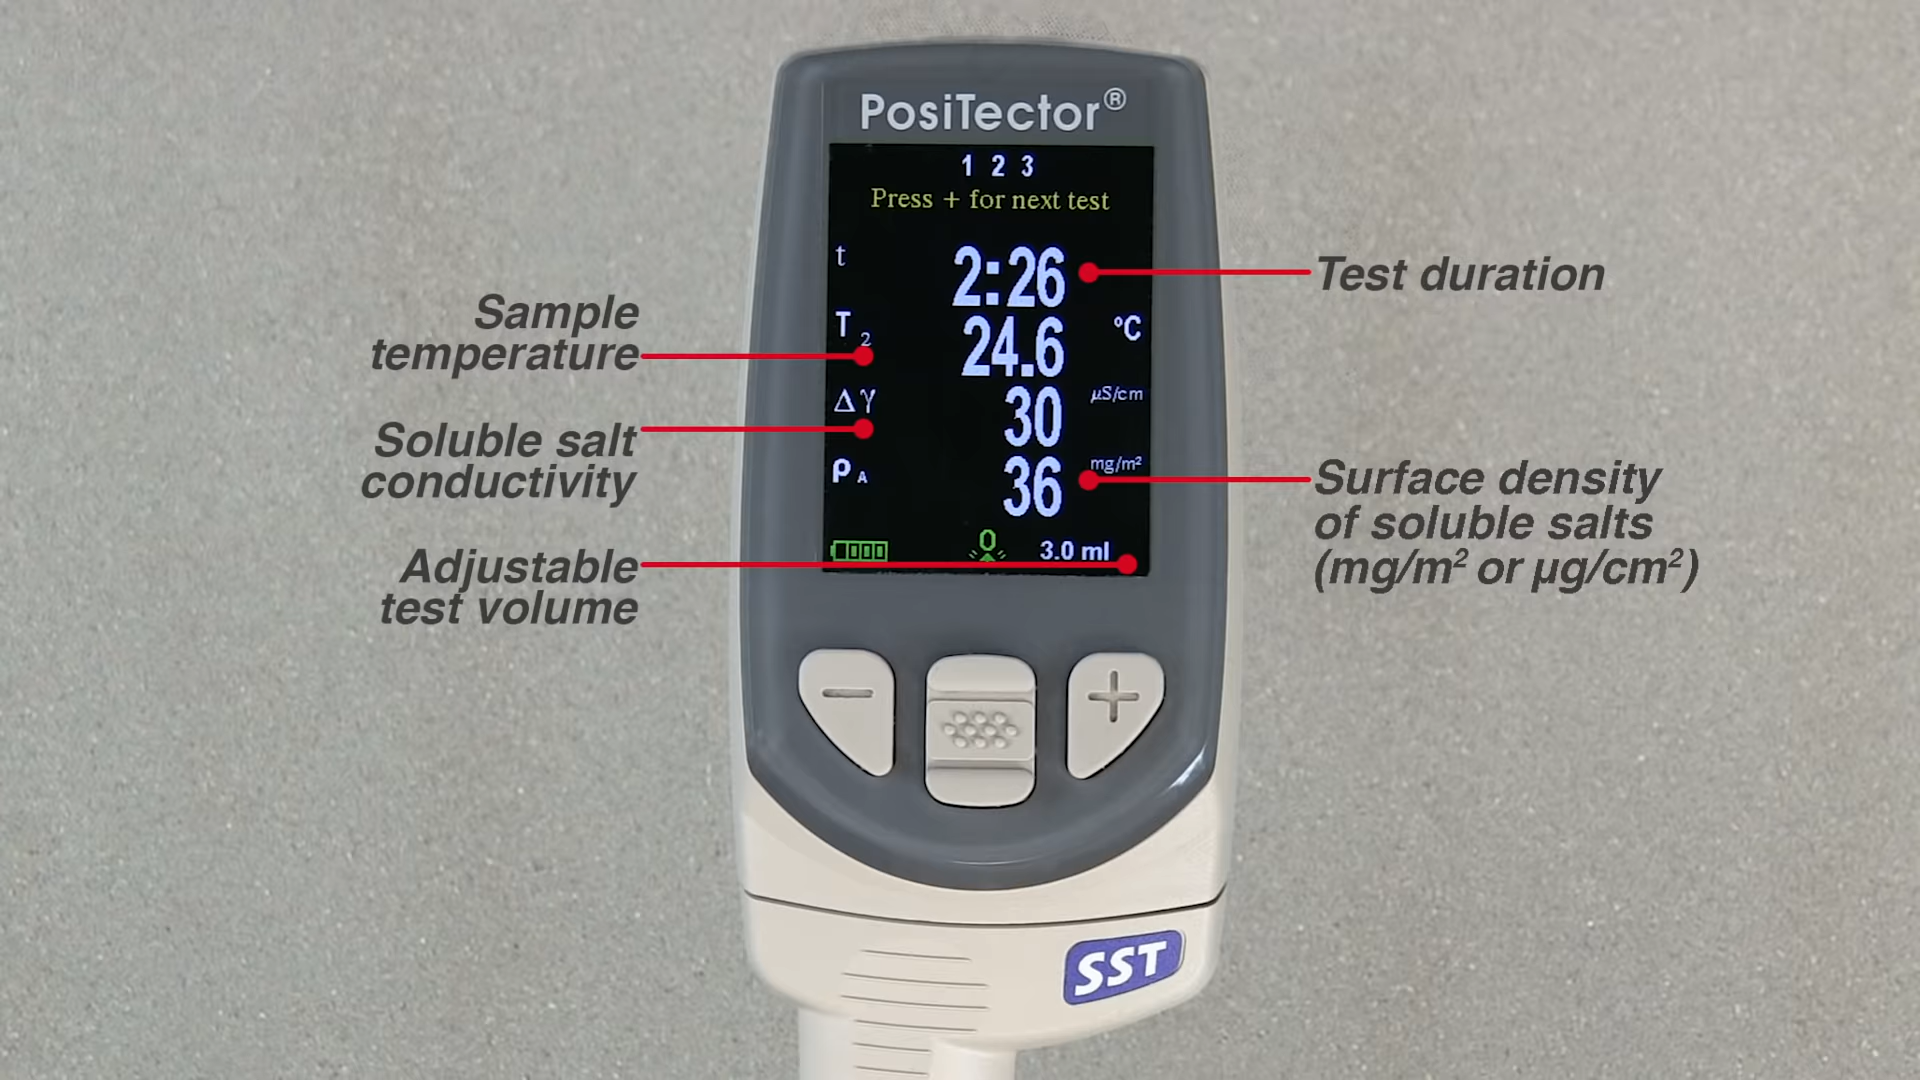 PosiTector®
1 2 3
Press + for next test
t 2:26
Test duration
Sample
temperature
T2 24.6 °C
Δγ 30 µS/cm
Soluble salt
conductivity
ρA 36 mg/m²
Surface density
of soluble salts
(mg/m² or µg/cm²)
0 3.0 ml
Adjustable
test volume
− +
SST